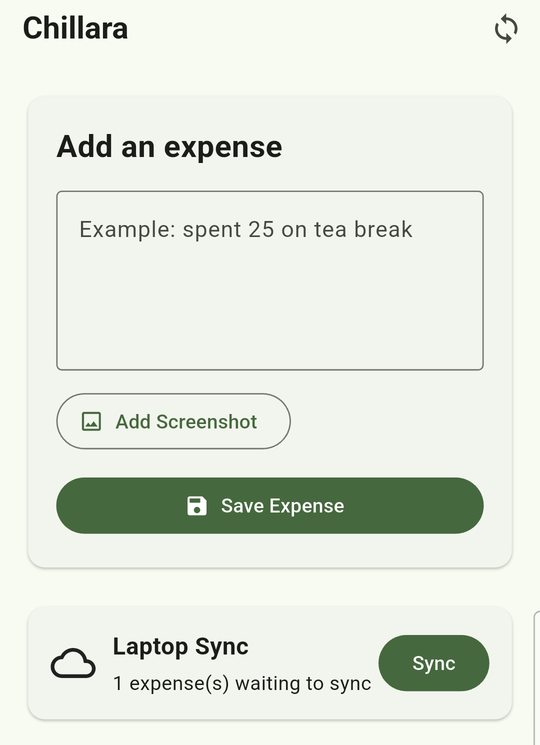 Chillara
Add an expense
Example: spent 25 on tea break
Add Screenshot
Save Expense
Laptop Sync
1 expense(s) waiting to sync
Sync